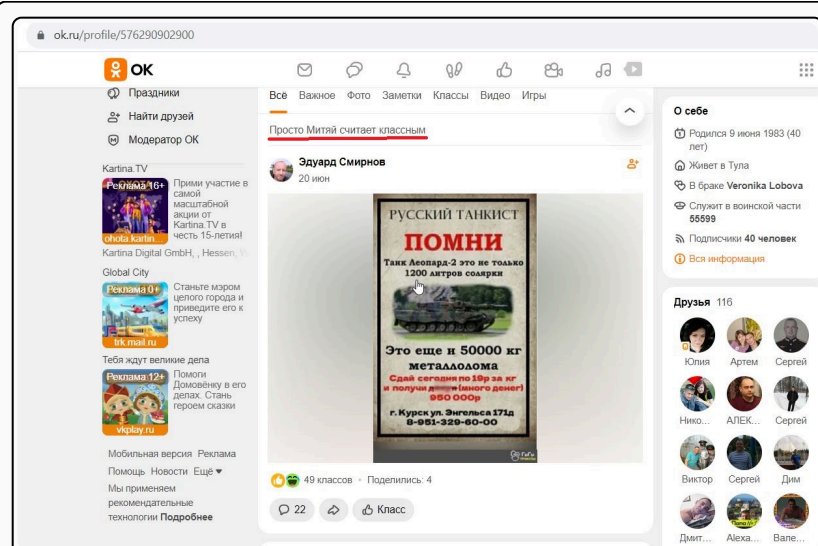 ok.ru/profile/576290902900
ОК
Праздники
Найти друзей
Модератор ОК
Kartina.TV
Реклама 16+
ohota kartin...
Прими участие в
самой
масштабной
акции от
Kartina.TV в
честь 15-летия!
Kartina Digital GmbH, , Hessen,
Global City
Реклама 0+
trk.mail.ru
Станьте мэром
целого города и
приведите его к
успеху
Тебя ждут великие дела
Реклама 12+
vkplay.ru
Помоги
Домовёнку в его
делах. Стань
героем сказки
Мобильная версия Реклама
Помощь Новости Ещё
Мы применяем
рекомендательные
технологии Подробнее
Всё Важное Фото Заметки Классы Видео Игры
Просто Митяй считает классным
Эдуард Смирнов
20 июн
РУССКИЙ ТАНКИСТ
ПОМНИ
Танк Леопард-2 это не только
1200 литров солярки
Это еще и 50000 кг
металлолома
Сдай сегодня по 19р за кг
и получи (много денег)
950 000р
г. Курск ул. Энгельса 171д
8-951-329-60-00
49 классов • Поделились: 4
22 Класс
О себе
Родился 9 июня 1983 (40
лет)
Живет в Тула
В браке Veronika Lobova
Служит в воинской части
55599
Подписчики 40 человек
Вся информация
Друзья 116
Юлия Артем Сергей
Нико... АЛЕК... Сергей
Виктор Сергей Дим
Дмит... Alexa... Вале...